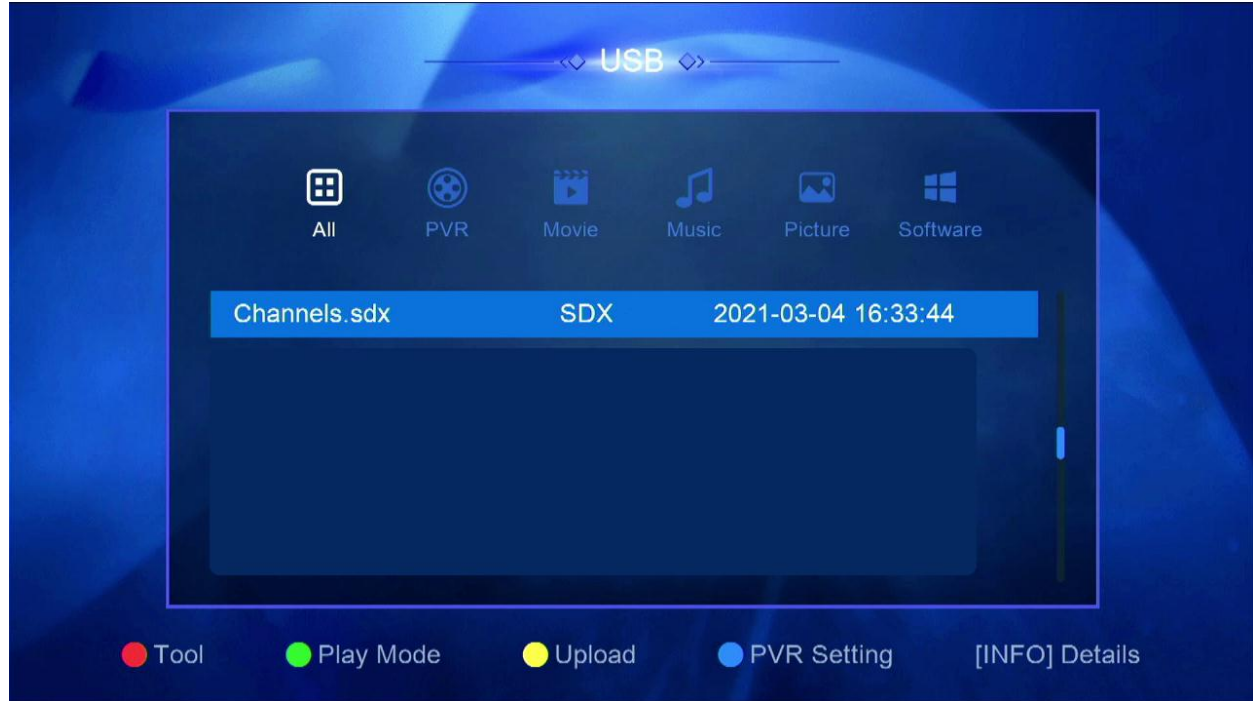 USB
All PVR Movie Music Picture Software
Channels.sdx SDX 2021-03-04 16:33:44
Tool Play Mode Upload PVR Setting [INFO] Details